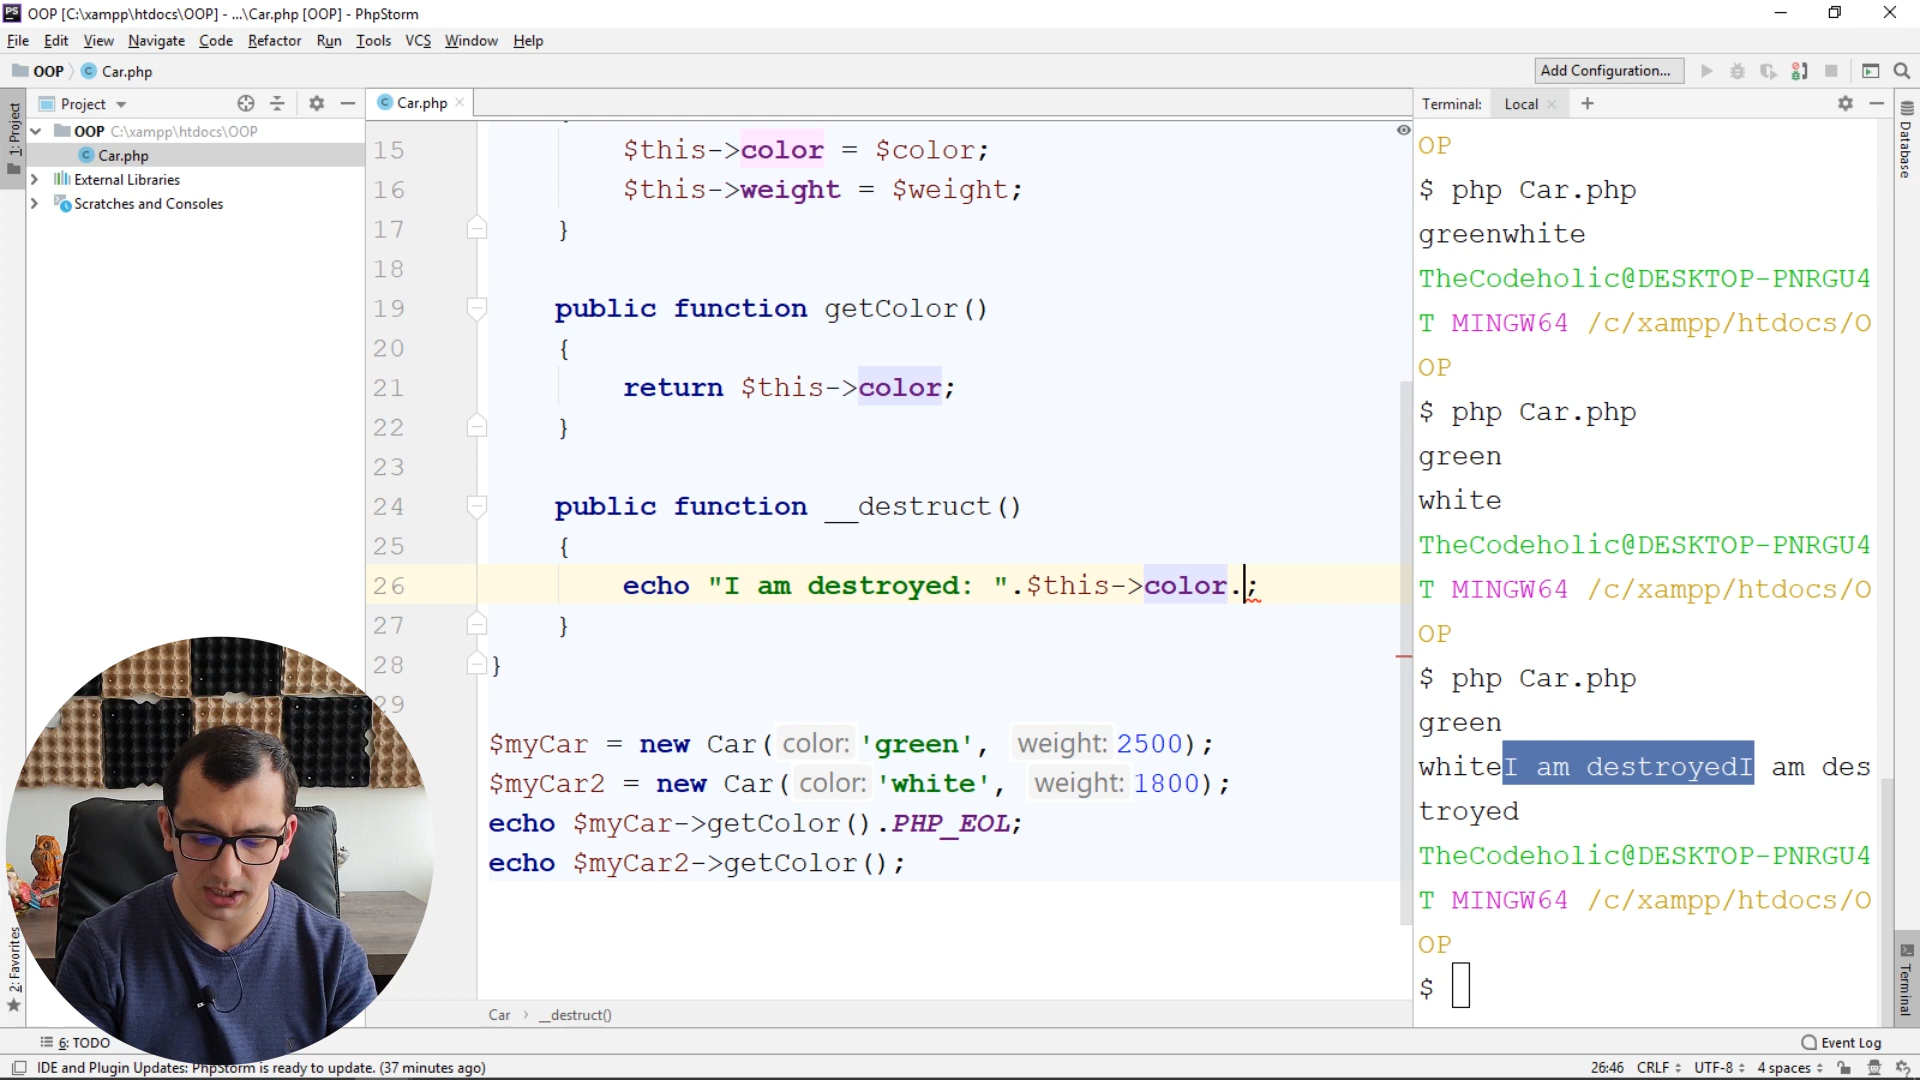 OOP [C:\xampp\htdocs\OOP] - ...\Car.php [OOP] - PhpStorm
File Edit View Navigate Code Refactor Run Tools VCS Window Help
OOP Car.php
Add Configuration...
1: Project
Project
OOP C:\xampp\htdocs\OOP
Car.php
External Libraries
Scratches and Consoles
2: Favorites
Car.php
15 $this->color = $color;
16 $this->weight = $weight;
17 }
18
19 public function getColor()
20 {
21 return $this->color;
22 }
23
24 public function __destruct()
25 {
26 echo "I am destroyed: ".$this->color.;
27 }
28 }
29
$myCar = new Car( color: 'green', weight: 2500);
$myCar2 = new Car( color: 'white', weight: 1800);
echo $myCar->getColor().PHP_EOL;
echo $myCar2->getColor();
Car __destruct()
Terminal: Local
OP
$ php Car.php
greenwhite
TheCodeholic@DESKTOP-PNRGU4
T MINGW64 /c/xampp/htdocs/O
OP
$ php Car.php
green
white
TheCodeholic@DESKTOP-PNRGU4
T MINGW64 /c/xampp/htdocs/O
OP
$ php Car.php
green
whiteI am destroyedI am des
troyed
TheCodeholic@DESKTOP-PNRGU4
T MINGW64 /c/xampp/htdocs/O
OP
$
Database
Terminal
6: TODO
Event Log
IDE and Plugin Updates: PhpStorm is ready to update. (37 minutes ago)
26:46 CRLF UTF-8 4 spaces